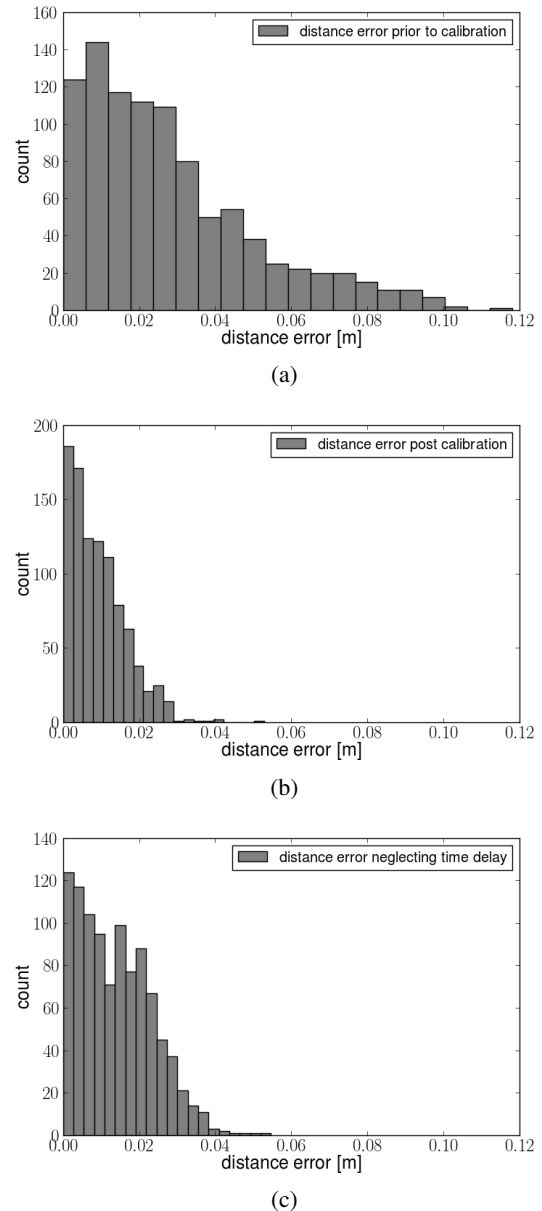 160
distance error prior to calibration
140
120
100
80
60
40
20
0
count
0.00 0.02 0.04 0.06 0.08 0.10 0.12
distance error [m]
(a)
200
distance error post calibration
150
100
50
0
count
0.00 0.02 0.04 0.06 0.08 0.10 0.12
distance error [m]
(b)
140
distance error neglecting time delay
120
100
80
60
40
20
0
count
0.00 0.02 0.04 0.06 0.08 0.10 0.12
distance error [m]
(c)